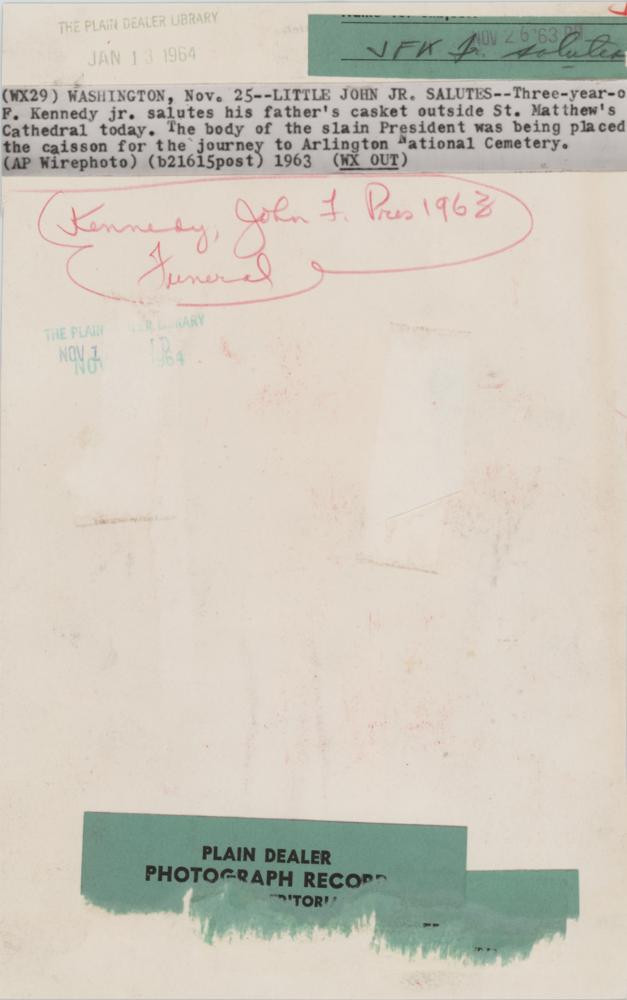 THE PLAIN DEALER LIBRARY
JAN 13 1964
NOV 26 '63 PM
JFK Jr. salutes
(WX29) WASHINGTON, Nov. 25--LITTLE JOHN JR. SALUTES--Three-year-o
F. Kennedy jr. salutes his father's casket outside St. Matthew's
Cathedral today. The body of the slain President was being placed
the caisson for the journey to Arlington National Cemetery.
(AP Wirephoto) (b21615post) 1963 (WX OUT)
Kennedy, John F. Pres 1963
Funeral
THE PLAIN
NOV 1
NOV
PLAIN DEALER
PHOTOGRAPH RECORD